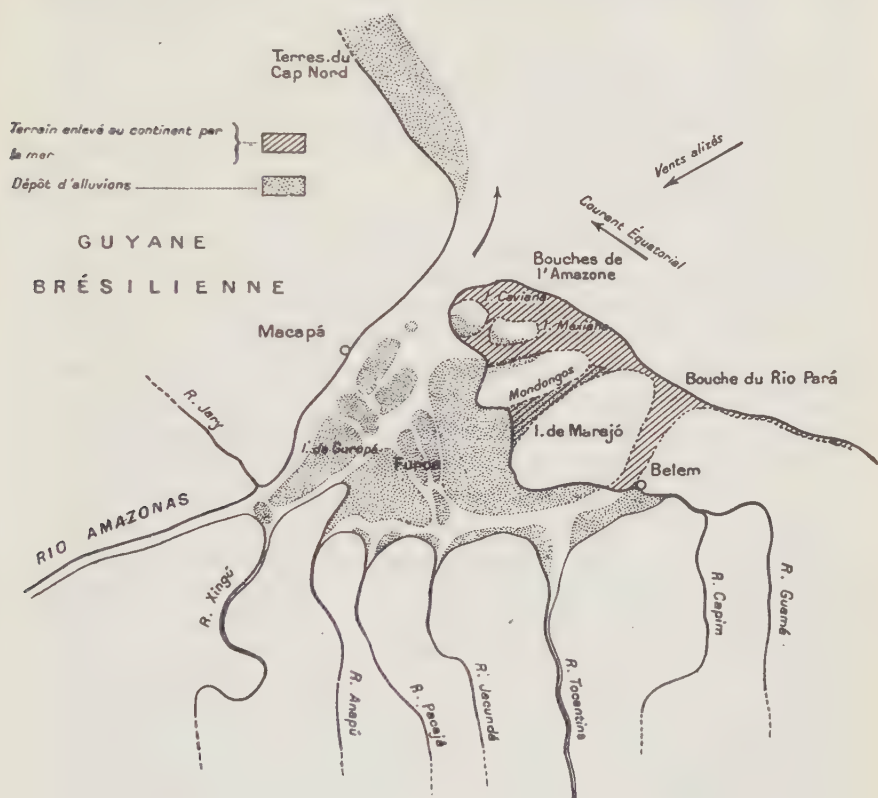 Terres du
Cap Nord
Terrain enlevé au continent par
la mer
Dépôt d'alluvions
Vents alizés
Courant Équatorial
GUYANE
BRÉSILIENNE
Bouches de
l'Amazone
I. Caviana
I. Mexiana
Macapá
Bouche du Rio Pará
Mondongos
R. Jary
I. de Marajó
I. de Gurupá
Furos
Belem
RIO AMAZONAS
R. Xingú
R. Anapú
R. Pacajá
R. Jacundá
R. Tocantins
R. Capim
R. Guamá